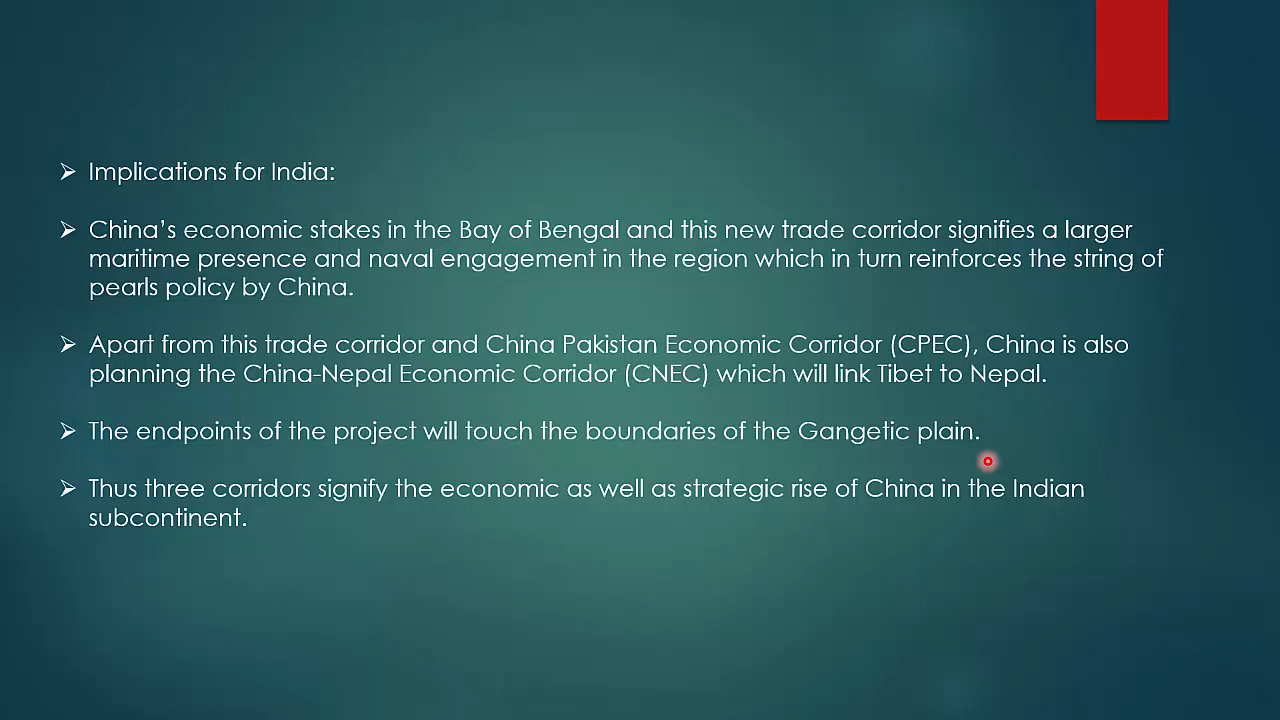 ➢ Implications for India:
➢ China’s economic stakes in the Bay of Bengal and this new trade corridor signifies a larger
maritime presence and naval engagement in the region which in turn reinforces the string of
pearls policy by China.
➢ Apart from this trade corridor and China Pakistan Economic Corridor (CPEC), China is also
planning the China-Nepal Economic Corridor (CNEC) which will link Tibet to Nepal.
➢ The endpoints of the project will touch the boundaries of the Gangetic plain.
➢ Thus three corridors signify the economic as well as strategic rise of China in the Indian
subcontinent.